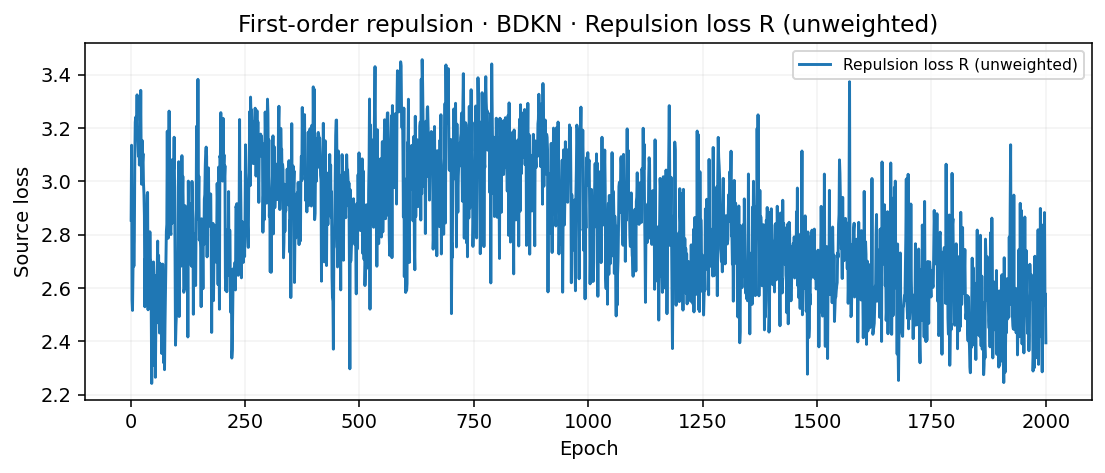 First-order repulsion · BDKN · Repulsion loss R (unweighted)
Repulsion loss R (unweighted)
Source loss
3.4
3.2
3.0
2.8
2.6
2.4
2.2
0 250 500 750 1000 1250 1500 1750 2000
Epoch